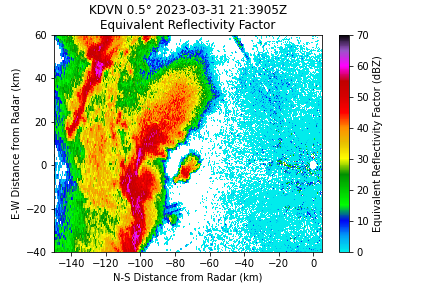 KDVN 0.5° 2023-03-31 21:3905Z
Equivalent Reflectivity Factor
60
40
20
0
−20
−40
E-W Distance from Radar (km)
−140 −120 −100 −80 −60 −40 −20 0
N-S Distance from Radar (km)
70
60
50
40
30
20
10
0
Equivalent Reflectivity Factor (dBZ)